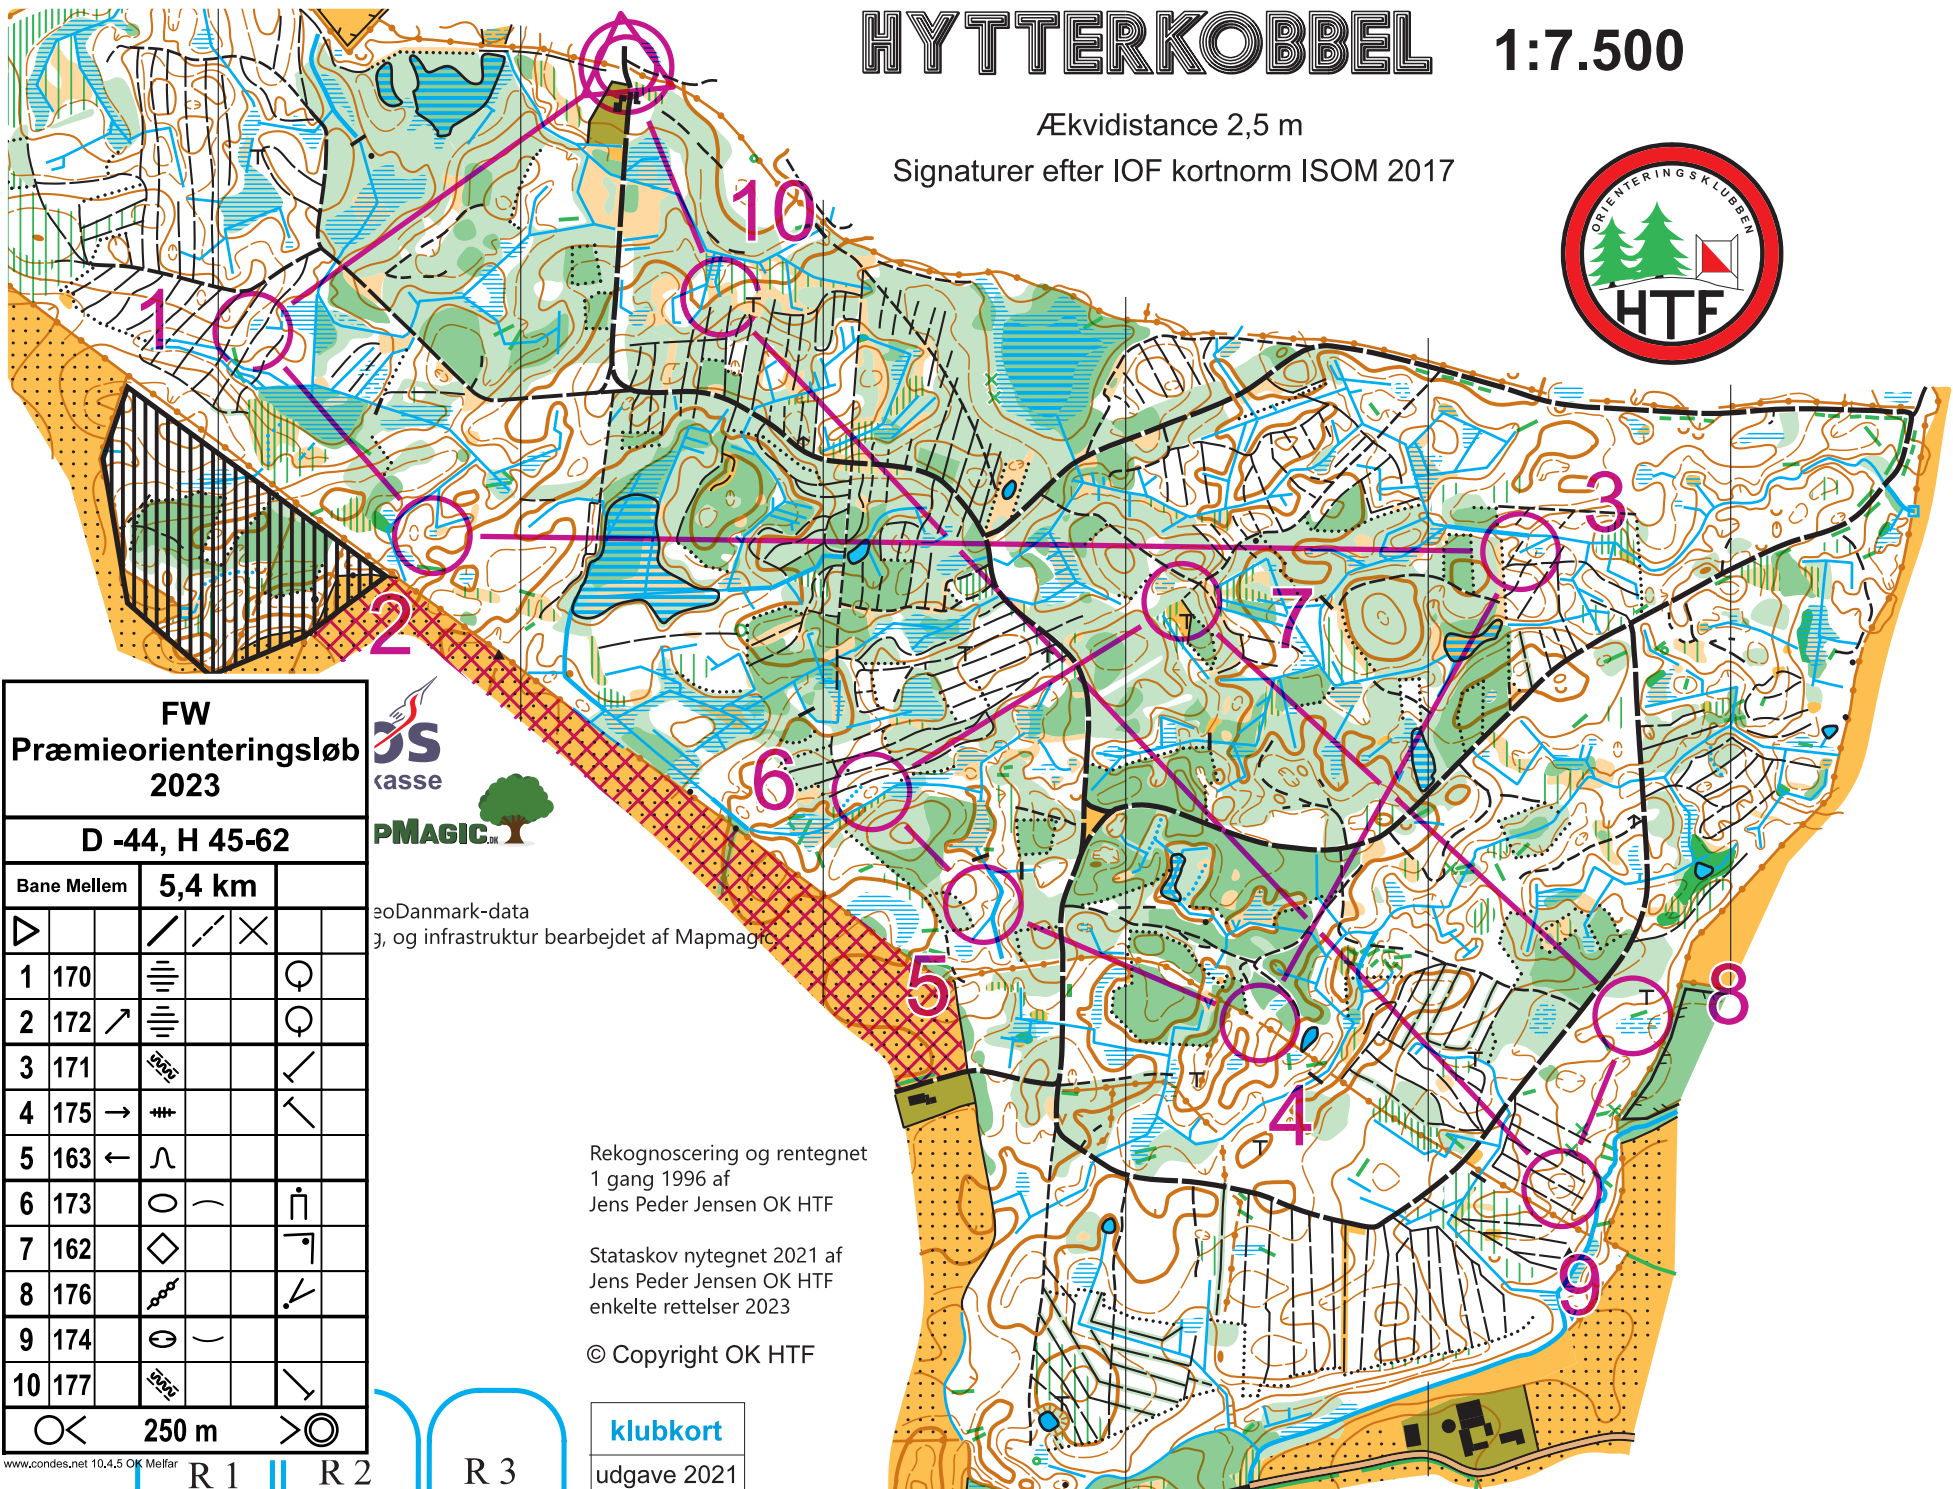 HYTTERKOBBEL 1:7.500
Ækvidistance 2,5 m
Signaturer efter IOF kortnorm ISOM 2017
ORIENTERINGSKLUBBEN
HTF
10
1
3
2
7
6
5
8
4
9
FW
Præmieorienteringsløb
2023
D -44, H 45-62
Bane Mellem 5,4 km
1 170
2 172
3 171
4 175
5 163
6 173
7 162
8 176
9 174
10 177
250 m
www.condes.net 10.4.5 OK Melfar
kasse
PMAGIC.DK
eoDanmark-data
g, og infrastruktur bearbejdet af Mapmagic.
Rekognoscering og rentegnet
1 gang 1996 af
Jens Peder Jensen OK HTF
Stataskov nytegnet 2021 af
Jens Peder Jensen OK HTF
enkelte rettelser 2023
© Copyright OK HTF
klubkort
udgave 2021
R 1
R 2
R 3